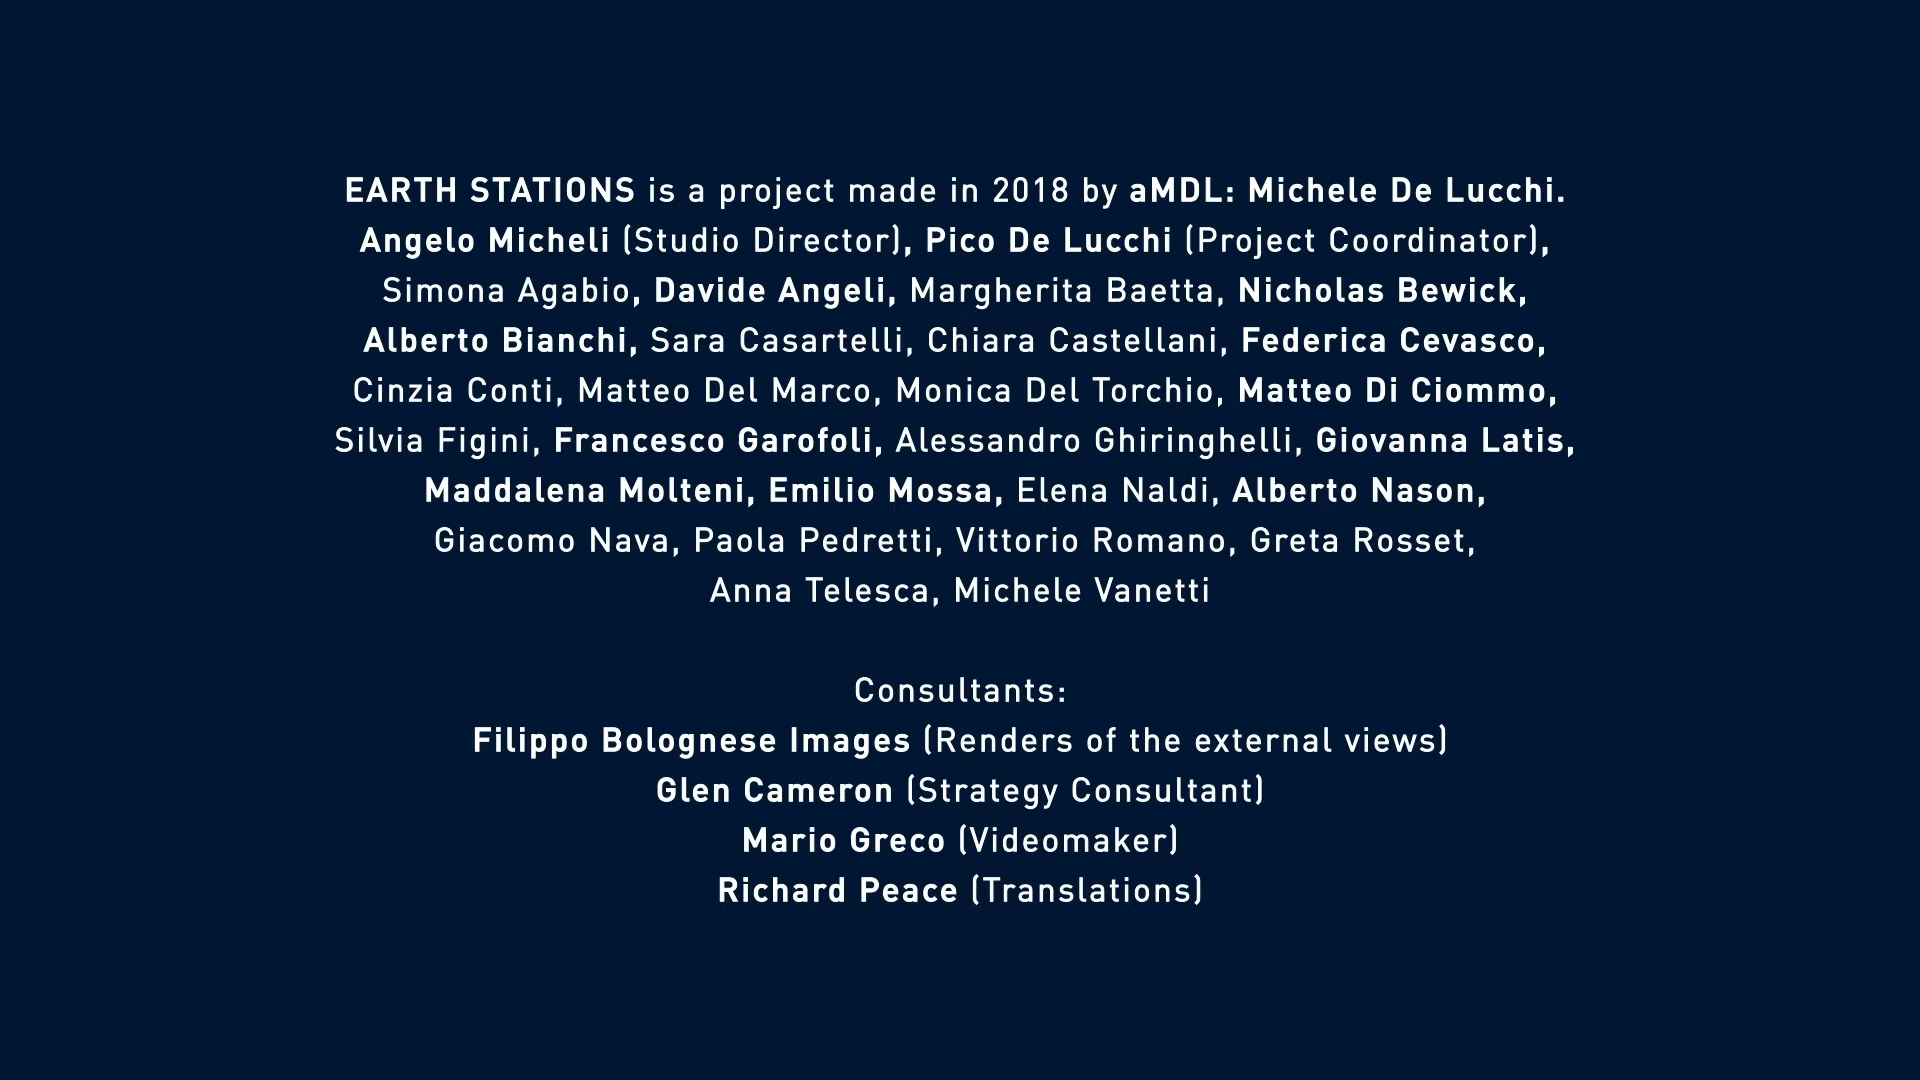 EARTH STATIONS is a project made in 2018 by aMDL: Michele De Lucchi.
Angelo Micheli (Studio Director), Pico De Lucchi (Project Coordinator),
Simona Agabio, Davide Angeli, Margherita Baetta, Nicholas Bewick,
Alberto Bianchi, Sara Casartelli, Chiara Castellani, Federica Cevasco,
Cinzia Conti, Matteo Del Marco, Monica Del Torchio, Matteo Di Ciommo,
Silvia Figini, Francesco Garofoli, Alessandro Ghiringhelli, Giovanna Latis,
Maddalena Molteni, Emilio Mossa, Elena Naldi, Alberto Nason,
Giacomo Nava, Paola Pedretti, Vittorio Romano, Greta Rosset,
Anna Telesca, Michele Vanetti
Consultants:
Filippo Bolognese Images (Renders of the external views)
Glen Cameron (Strategy Consultant)
Mario Greco (Videomaker)
Richard Peace (Translations)